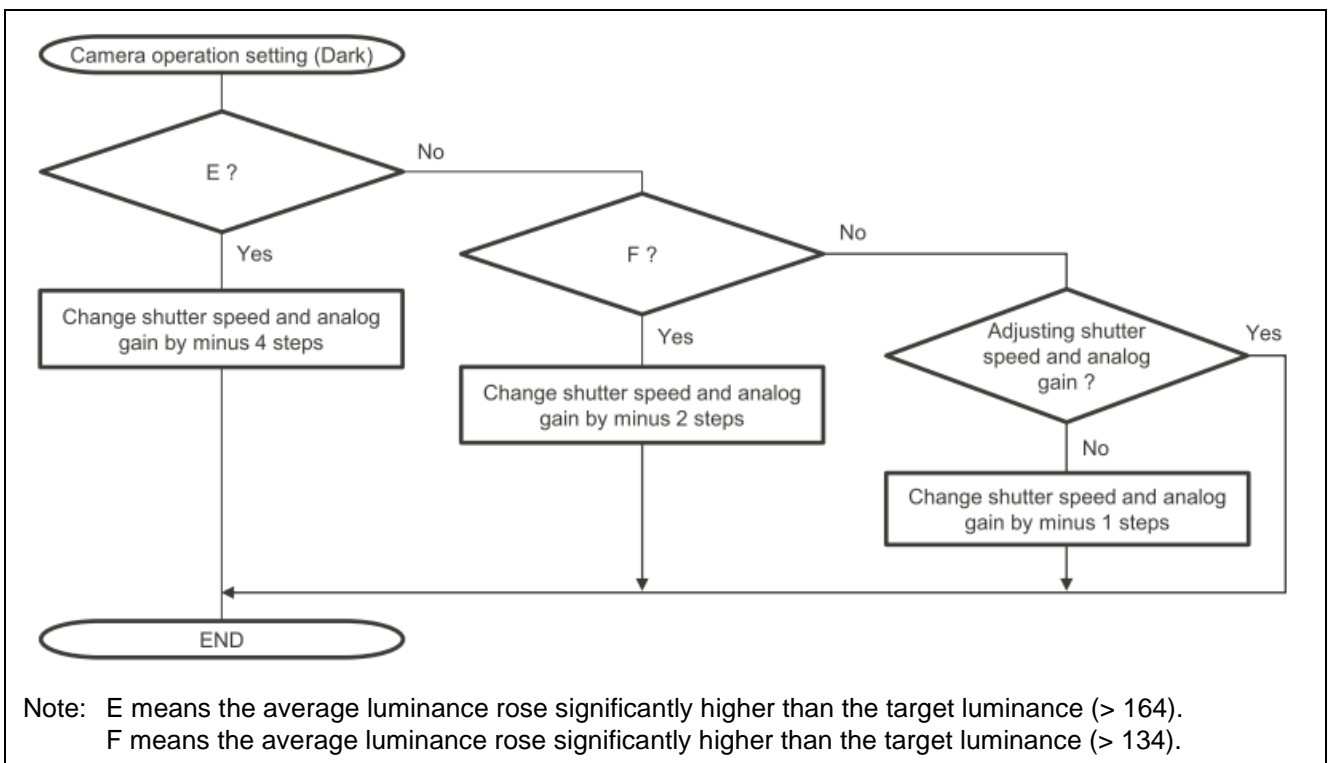 Camera operation setting (Dark)
E ?
No
Yes
Change shutter speed and analog
gain by minus 4 steps
F ?
No
Yes
Change shutter speed and analog
gain by minus 2 steps
Adjusting shutter
speed and analog
gain ?
Yes
No
Change shutter speed and analog
gain by minus 1 steps
END
Note: E means the average luminance rose significantly higher than the target luminance (> 164).
F means the average luminance rose significantly higher than the target luminance (> 134).